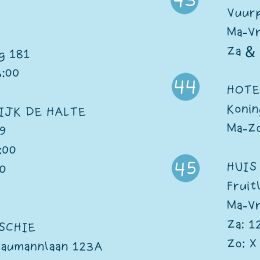 g 181
:00
IJK DE HALTE
9
:00
0
SCHIE
aumannlaan 123A
43
Vuurp
Ma-Vr
Za &
44
HOTE
Konin
Ma-Zo
45
HUIS
Fruit
Ma-Vr
Za: 12
Zo: X